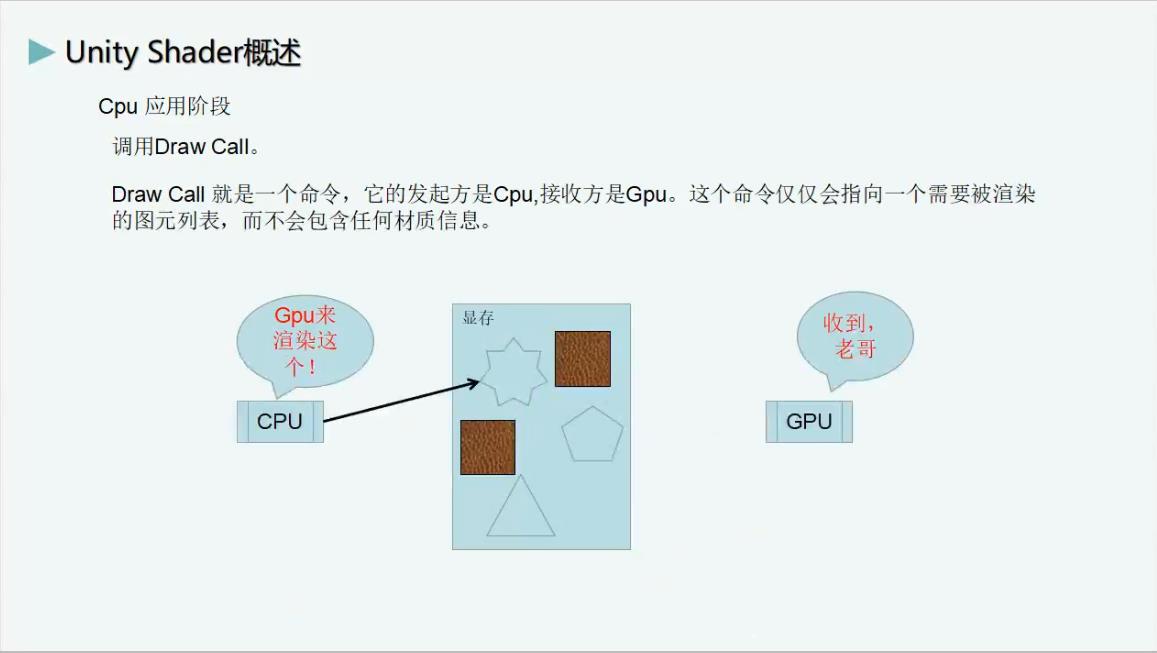 Unity Shader概述
Cpu 应用阶段
调用Draw Call。
Draw Call 就是一个命令，它的发起方是Cpu,接收方是Gpu。这个命令仅仅会指向一个需要被渲染
的图元列表，而不会包含任何材质信息。
Gpu来
渲染这
个！
CPU
显存
收到，
老哥
GPU